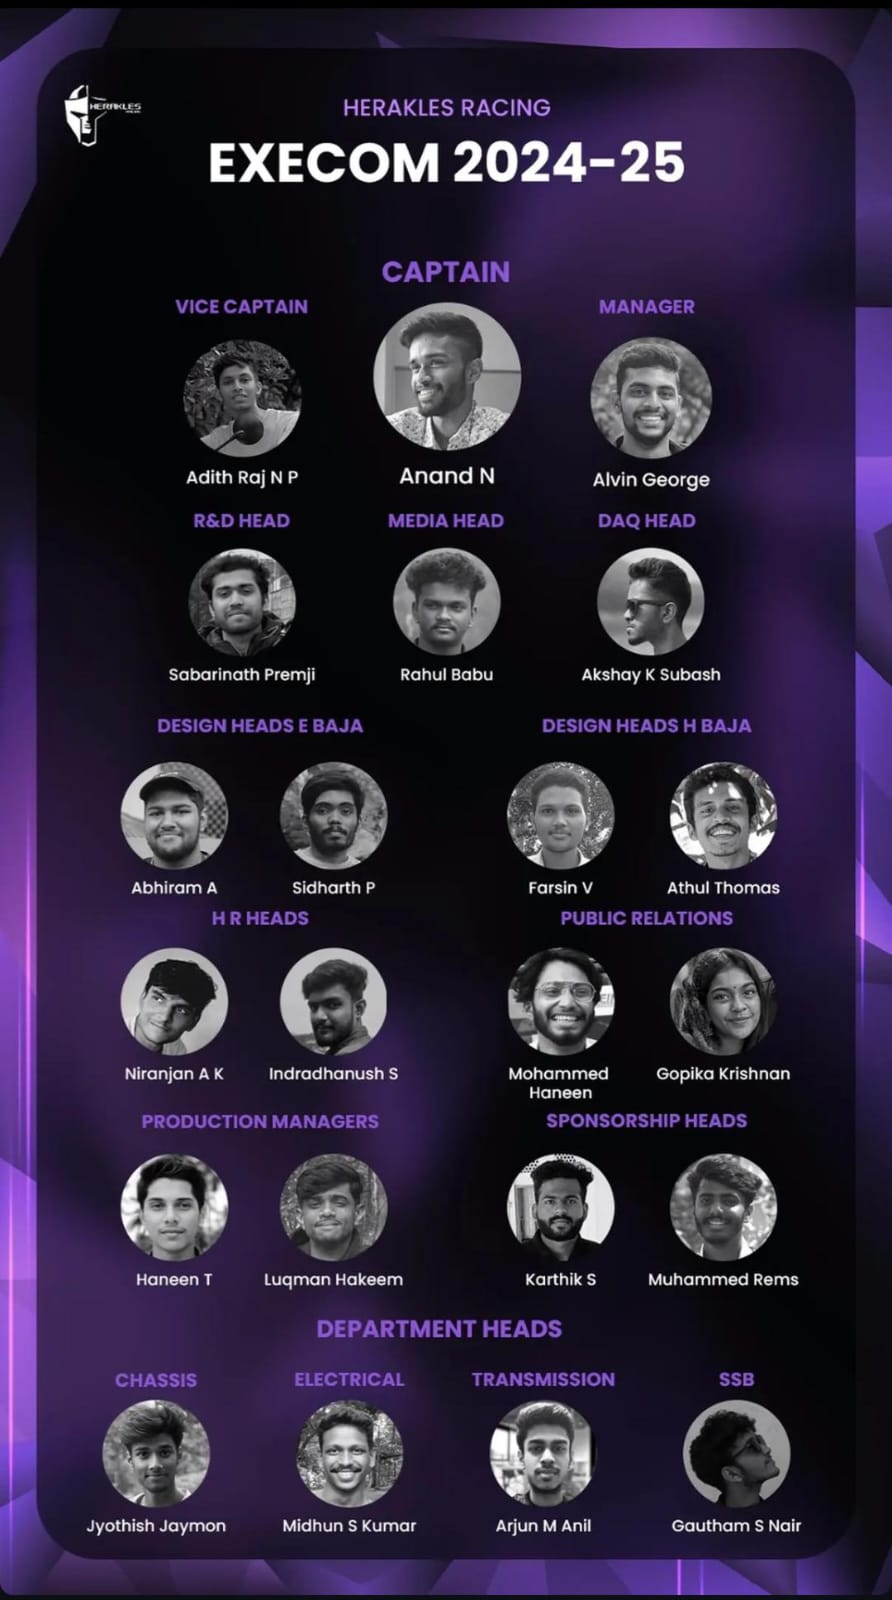 HERAKLES
HERAKLES RACING
EXECOM 2024-25
CAPTAIN
VICE CAPTAIN
MANAGER
Adith Raj N P
Anand N
Alvin George
R&D HEAD
MEDIA HEAD
DAQ HEAD
Sabarinath Premji
Rahul Babu
Akshay K Subash
DESIGN HEADS E BAJA
DESIGN HEADS H BAJA
Abhiram A
Sidharth P
Farsin V
Athul Thomas
H R HEADS
PUBLIC RELATIONS
Niranjan A K
Indradhanush S
Mohammed
Haneen
Gopika Krishnan
PRODUCTION MANAGERS
SPONSORSHIP HEADS
Haneen T
Luqman Hakeem
Karthik S
Muhammed Rems
DEPARTMENT HEADS
CHASSIS
ELECTRICAL
TRANSMISSION
SSB
Jyothish Jaymon
Midhun S Kumar
Arjun M Anil
Gautham S Nair